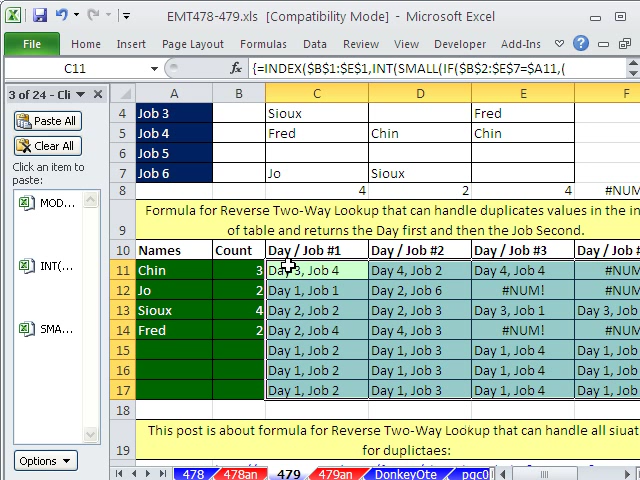 EMT478-479.xls [Compatibility Mode] - Microsoft Excel
File Home Insert Page Layout Formulas Data Review View Developer Add-Ins
C11 fx {=INDEX($B$1:$E$1,INT(SMALL(IF($B$2:$E$7=$A11,(
3 of 24 - Cli
Paste All
Clear All
Click an item to
paste:
MOD...
INT(...
SMA...
Options
A B C D E F
4 Job 3 Sioux Fred
5 Job 4 Fred Chin Chin
6 Job 5
7 Job 6 Jo Sioux
8 4 2 4 #NUM
9 Formula for Reverse Two-Way Lookup that can handle duplicates values in the in
of table and returns the Day first and then the Job Second.
10 Names Count Day / Job #1 Day / Job #2 Day / Job #3 Day / Job #
11 Chin 3 Day 3, Job 4 Day 4, Job 2 Day 4, Job 4 #NUM
12 Jo 2 Day 1, Job 1 Day 2, Job 6 #NUM! #NUM
13 Sioux 4 Day 2, Job 2 Day 2, Job 3 Day 3, Job 1 Day 3, Job
14 Fred 2 Day 2, Job 4 Day 4, Job 3 #NUM! #NUM
15 Day 1, Job 2 Day 1, Job 3 Day 1, Job 4 Day 1, Job
16 Day 1, Job 2 Day 1, Job 3 Day 1, Job 4 Day 1, Job
17 Day 1, Job 2 Day 1, Job 3 Day 1, Job 4 Day 1, Job
18
19 This post is about formula for Reverse Two-Way Lookup that can handle all siuat
for duplictaes:
478 478an 479 479an DonkeyOte pgc0